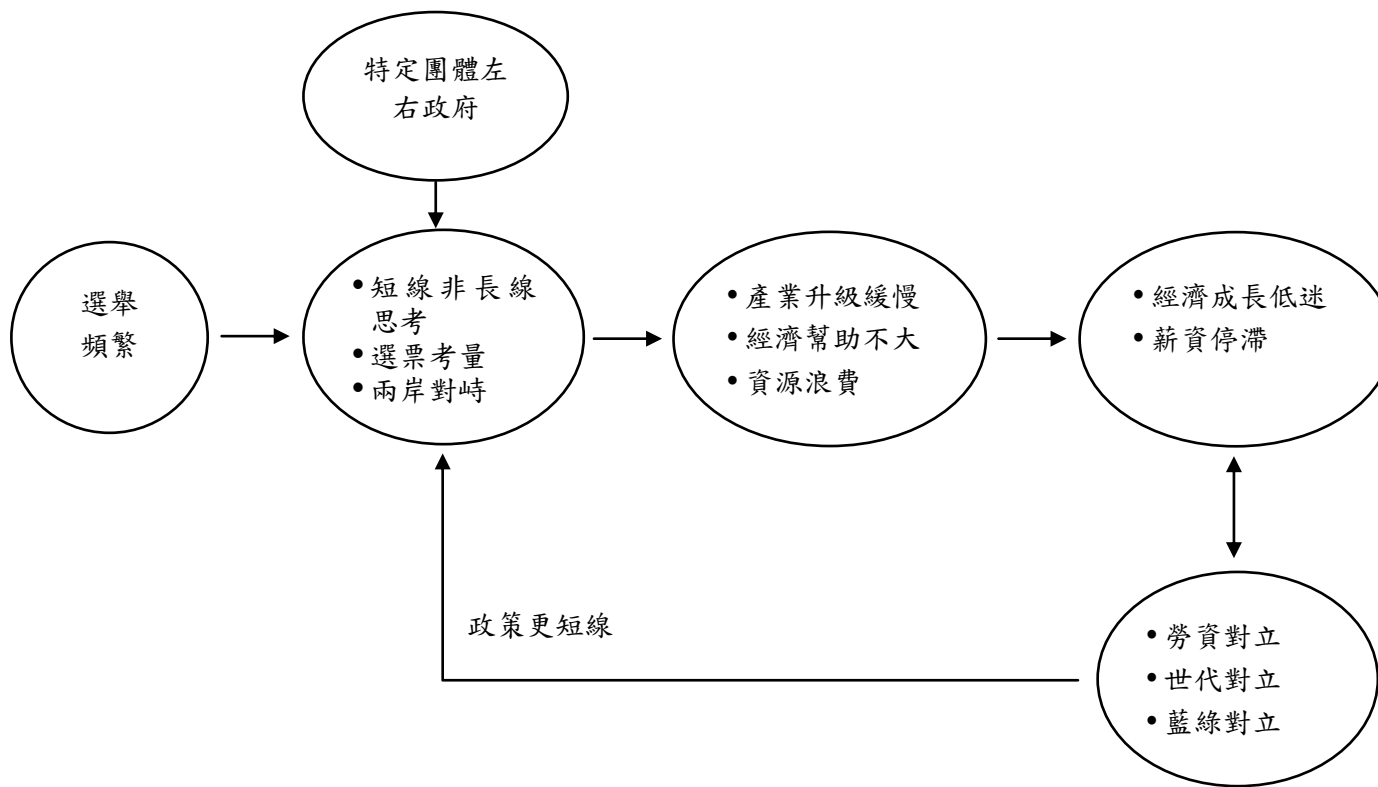 特定團體左
右政府
選舉
頻繁
•短線非長線
思考
•選票考量
•兩岸對峙
•產業升級緩慢
•經濟幫助不大
•資源浪費
•經濟成長低迷
•薪資停滯
政策更短線
•勞資對立
•世代對立
•藍綠對立